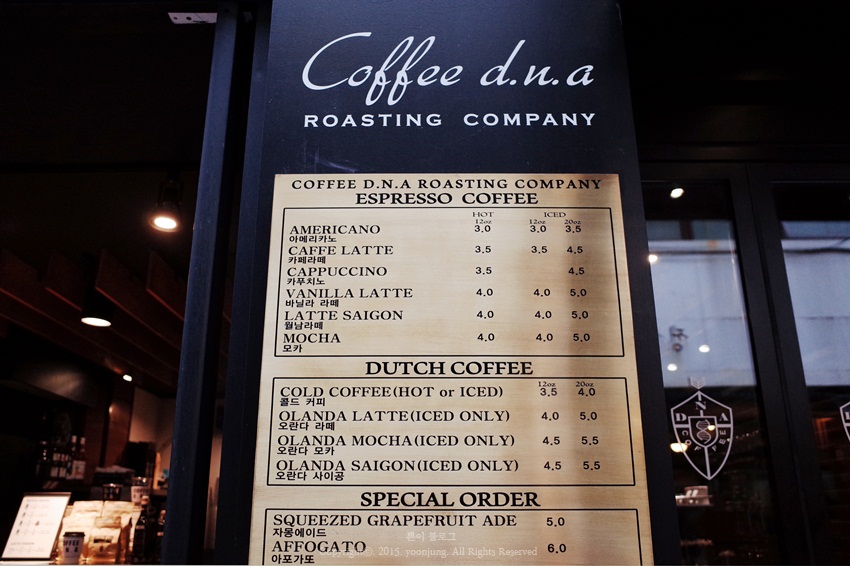 Coffee d.n.a
ROASTING COMPANY
COFFEE D.N.A ROASTING COMPANY
ESPRESSO COFFEE
HOT ICED
12oz 12oz 20oz
AMERICANO 3.0 3.0 3.5
아메리카노
CAFFE LATTE 3.5 3.5 4.5
카페라떼
CAPPUCCINO 3.5 4.5
카푸치노
VANILLA LATTE 4.0 4.0 5.0
바닐라 라떼
LATTE SAIGON 4.0 4.0 5.0
월남라떼
MOCHA 4.0 4.0 5.0
모카
DUTCH COFFEE
12oz 20oz
COLD COFFEE(HOT or ICED) 3.5 4.0
콜드 커피
OLANDA LATTE(ICED ONLY) 4.0 5.0
오란다 라떼
OLANDA MOCHA(ICED ONLY) 4.5 5.5
오란다 모카
OLANDA SAIGON(ICED ONLY) 4.5 5.5
오란다 사이공
SPECIAL ORDER
SQUEEZED GRAPEFRUIT ADE 5.0
자몽에이드
AFFOGATO 6.0
아포가또
Copyright ©. 2015. yoonjung. All Rights Reserved
D N A
COFFEE